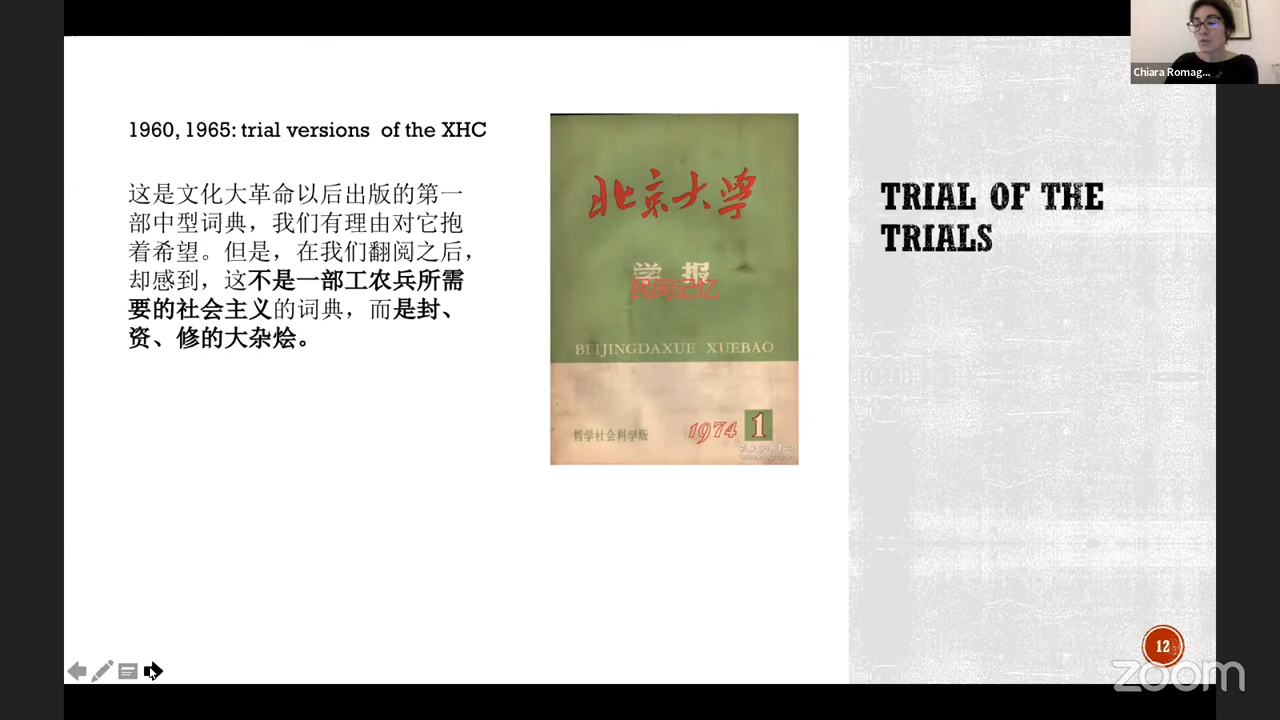 Chiara Romag...
1960, 1965: trial versions of the XHC
这是文化大革命以后出版的第一
部中型词典，我们有理由对它抱
着希望。但是，在我们翻阅之后，
却感到，这不是一部工农兵所需
要的社会主义的词典，而是封、
资、修的大杂烩。
北京大学
学报
民间记忆
BEIJINGDAXUE XUEBAO
哲学社会科学版
1974 1
TRIAL OF THE
TRIALS
12
zoom